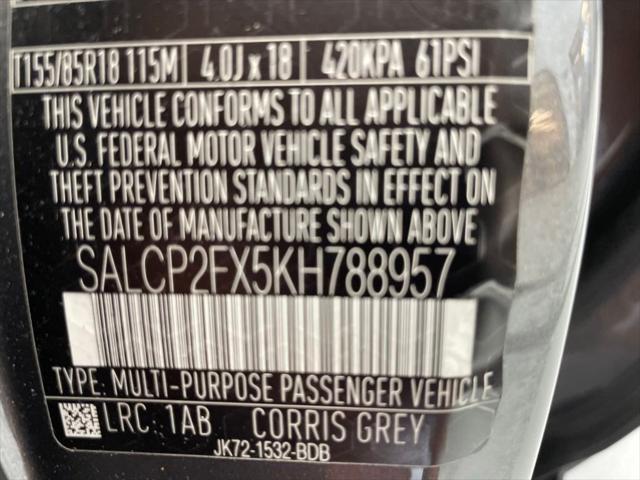 T155/85R18 115M 4.0J x 18 420KPA 61PSI
THIS VEHICLE CONFORMS TO ALL APPLICABLE
U.S. FEDERAL MOTOR VEHICLE SAFETY AND
THEFT PREVENTION STANDARDS IN EFFECT ON
THE DATE OF MANUFACTURE SHOWN ABOVE
SALCP2FX5KH788957
TYPE: MULTI-PURPOSE PASSENGER VEHICLE
LRC: 1AB CORRIS GREY
JK72-1532-BDB